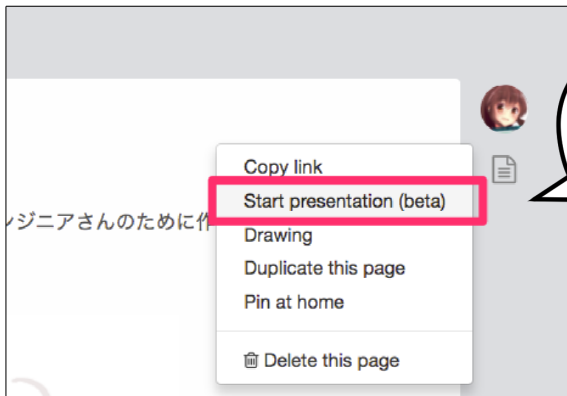 Copy link
Start presentation (beta)
ンジニアさんのために作
Drawing
Duplicate this page
Pin at home
Delete this page